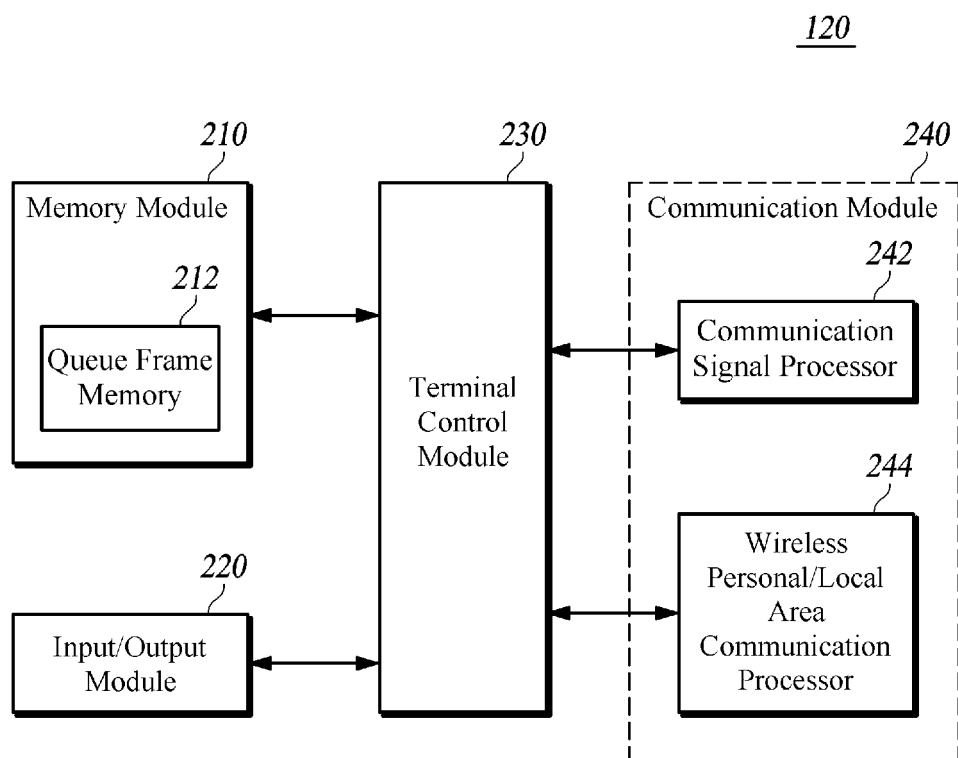 120
210
230
240
Memory Module
Communication Module
212
Queue Frame
Memory
242
Communication
Signal Processor
Terminal
Control
Module
244
Wireless
Personal/Local
Area
Communication
Processor
220
Input/Output
Module